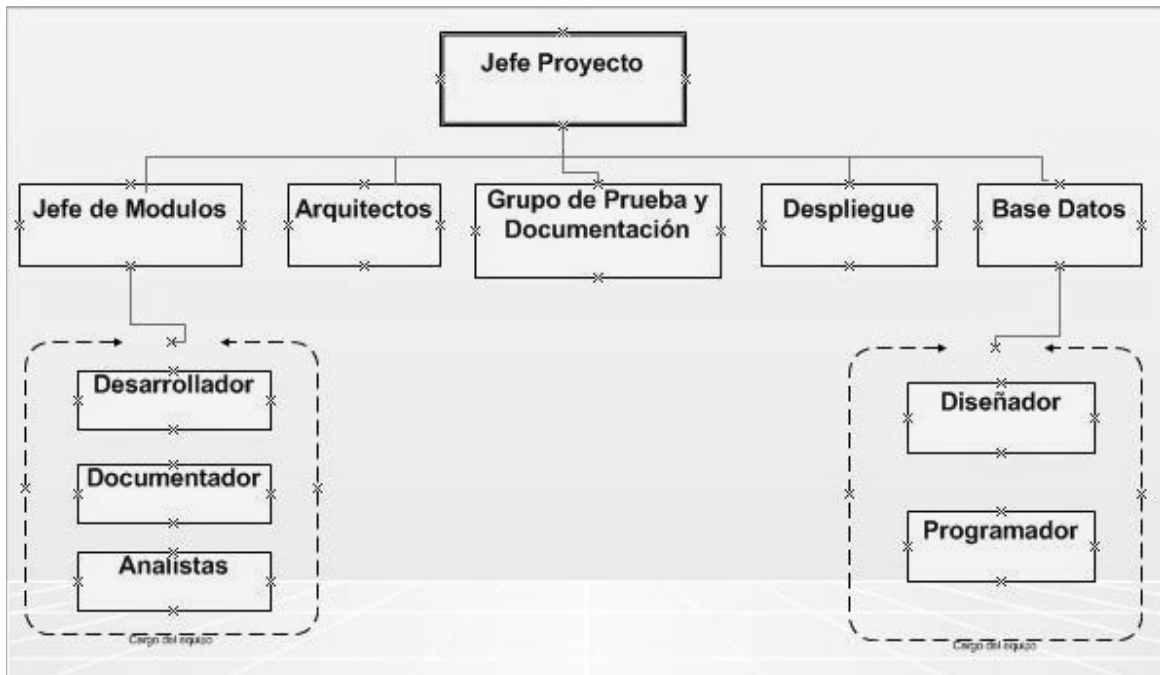 Jefe Proyecto
Jefe de Modulos
Arquitectos
Grupo de Prueba y
Documentación
Despliegue
Base Datos
Desarrollador
Documentador
Analistas
Cargo del equipo
Diseñador
Programador
Cargo del equipo